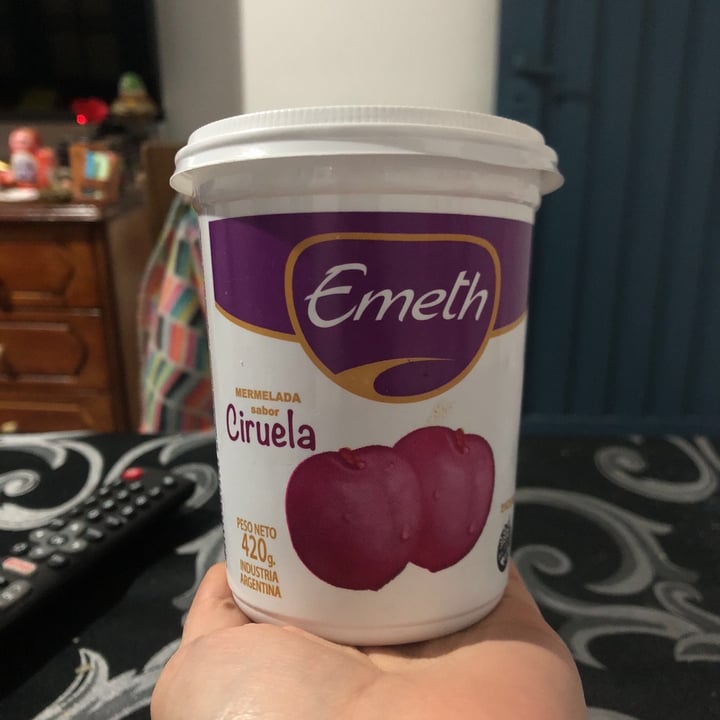 Emeth
MERMELADA
sabor
Ciruela
PESO NETO
420g.
INDUSTRIA
ARGENTINA